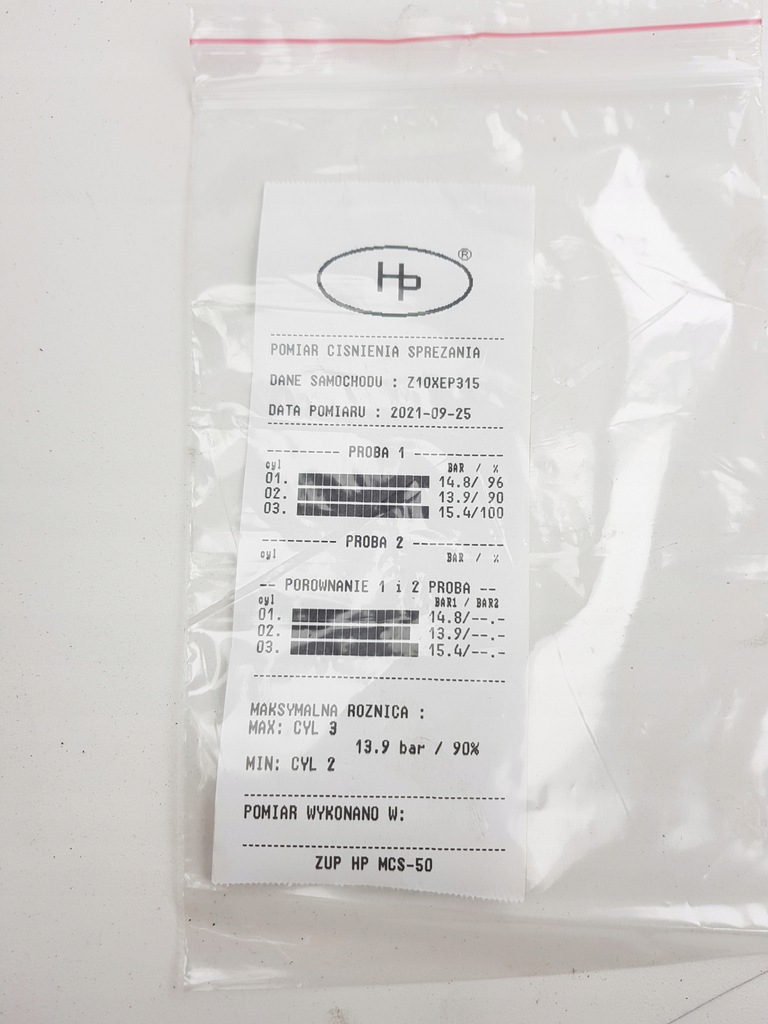 Hp ®
POMIAR CISNIENIA SPREZANIA
DANE SAMOCHODU : Z10XEP315
DATA POMIARU : 2021-09-25
--------- PROBA 1 -----------
cyl BAR / %
01. 14.8/ 96
02. 13.9/ 90
03. 15.4/100
--------- PROBA 2 -----------
cyl BAR / %
-- POROWNANIE 1 i 2 PROBA --
cyl BAR1 / BAR2
01. 14.8/--.-
02. 13.9/--.-
03. 15.4/--.-
MAKSYMALNA ROZNICA :
MAX: CYL 3
13.9 bar / 90%
MIN: CYL 2
POMIAR WYKONANO W:
ZUP HP MCS-50